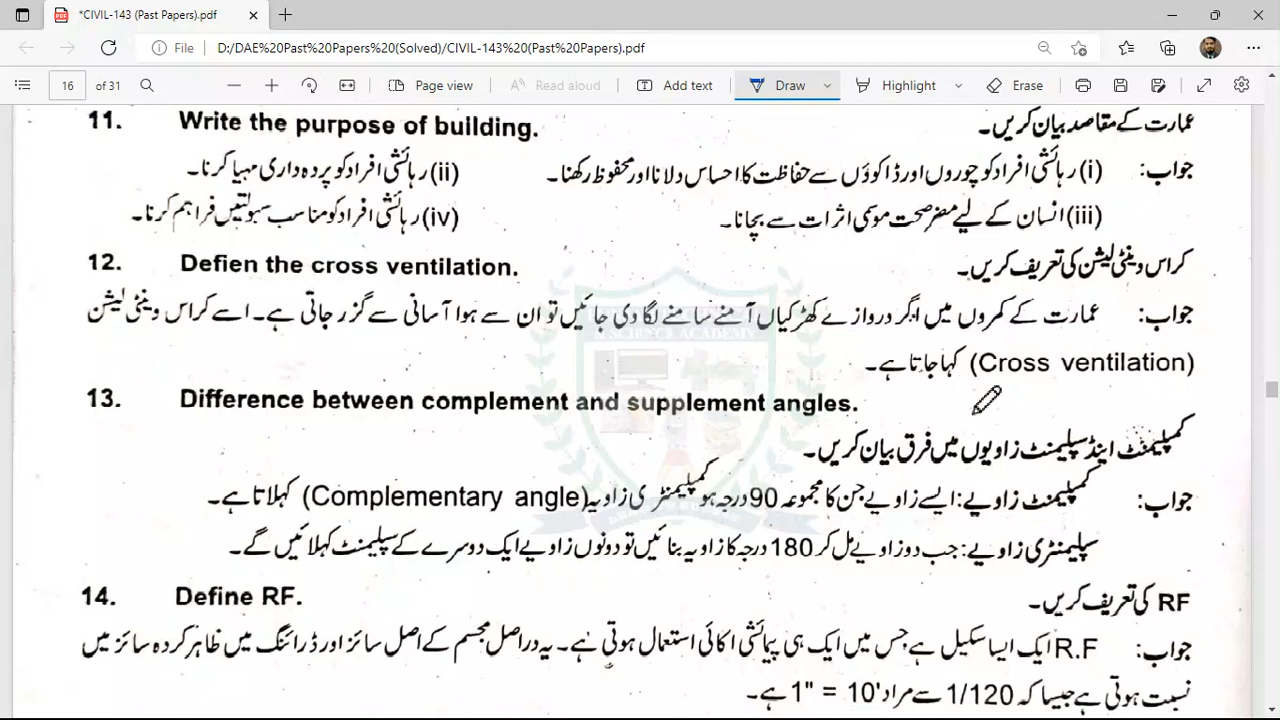 *CIVIL-143 (Past Papers).pdf
File D:/DAE%20Past%20Papers%20(Solved)/CIVIL-143%20(Past%20Papers).pdf
16 of 31 Page view Read aloud Add text Draw Highlight Erase
11. Write the purpose of building. عمارت کے مقاصد بیان کریں۔
جواب: (i) رہائشی افراد کو چوروں اور ڈاکوؤں سے حفاظت کا احساس دلانا اور محفوظ رکھنا۔ (ii) رہائشی افراد کو پردہ داری مہیا کرنا۔
(iii) انسان کے لیے مضر صحت موسمی اثرات سے بچانا۔ (iv) رہائشی افراد کو مناسب سہولتیں فراہم کرنا۔
12. Defien the cross ventilation. کراس وینٹی لیشن کی تعریف کریں۔
جواب: عمارت کے کمروں میں اگر دروازے کھڑکیاں آمنے سامنے لگا دی جائیں تو ان سے ہوا آسانی سے گزر جاتی ہے۔ اسے کراس وینٹی لیشن
(Cross ventilation) کہا جاتا ہے۔
& SCIENCE ACADEMY
13. Difference between complement and supplement angles.
کمپلیمنٹ اینڈ سپلیمنٹ زاویوں میں فرق بیان کریں۔
جواب: کمپلیمنٹ زاویے: ایسے زاویے جن کا مجموعہ 90 درجہ ہو کمپلیمنٹری زاویہ (Complementary angle) کہلاتا ہے۔
سپلیمنٹری زاویے: جب دو زاویے مل کر 180 درجہ کا زاویہ بنائیں تو دونوں زاویے ایک دوسرے کے سپلیمنٹ کہلائیں گے۔
14. Define RF. RF کی تعریف کریں۔
جواب: R.F ایک ایسا سکیل ہے جس میں ایک ہی پیمائشی اکائی استعمال ہوتی ہے۔ یہ دراصل مجسم کے اصل سائز اور ڈرائنگ میں ظاہر کردہ سائز میں
نسبت ہوتی ہے جیسا کہ 1/120 سے مراد 1" = 10' ہے۔